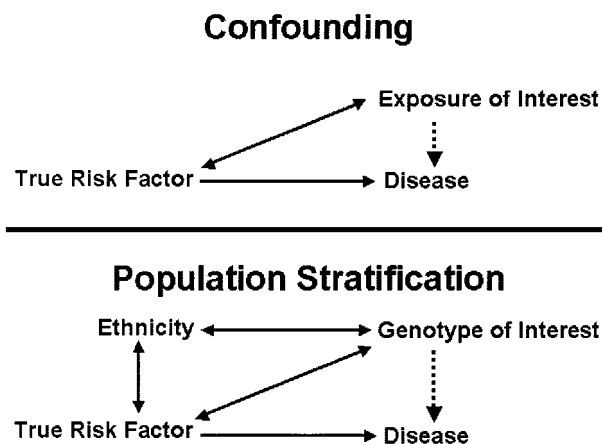 Confounding
Exposure of Interest
True Risk Factor
Disease
Population Stratification
Ethnicity
Genotype of Interest
True Risk Factor
Disease